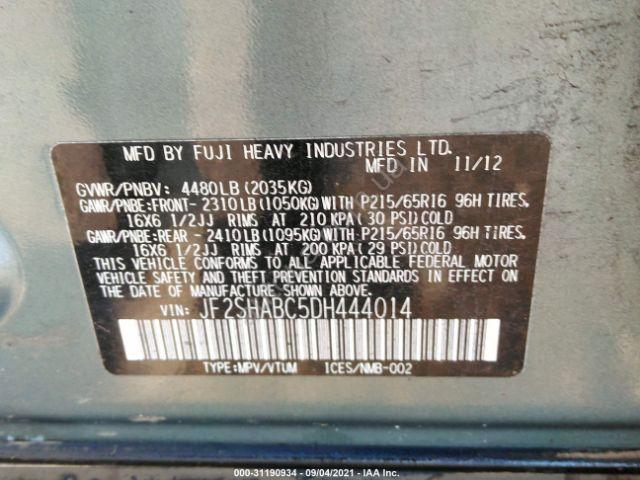 MFD BY FUJI HEAVY INDUSTRIES LTD.
MFD IN 11/12
GVWR/PNBV: 4480LB(2035KG)
GAWR/PNBE:FRONT-2310LB(1050KG)WITH P215/65R16 96H TIRES.
16X6 1/2JJ RIMS AT 210 KPA(30 PSI)COLD
GAWR/PNBE:REAR -2410LB(1095KG)WITH P215/65R16 96H TIRES.
16X6 1/2JJ RIMS AT 200 KPA(29 PSI)COLD
THIS VEHICLE CONFORMS TO ALL APPLICABLE FEDERAL MOTOR
VEHICLE SAFETY AND THEFT PREVENTION STANDARDS IN EFFECT ON
THE DATE OF MANUFACTURE SHOWN ABOVE.
VIN: JF2SHABC5DH444014
TYPE:MPV/VTUM ICES/NMB-002
000-31190934 - 09/04/2021 - IAA Inc.